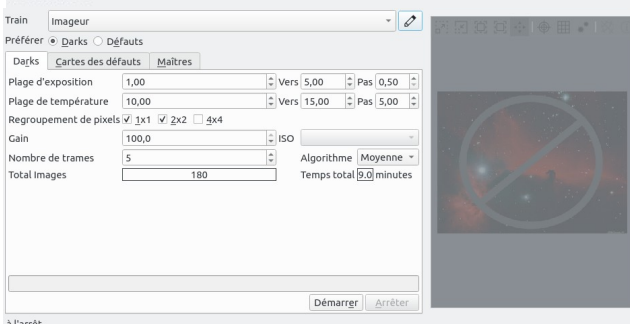 Train Imageur
Préférer Darks Défauts
Darks Cartes des défauts Maîtres
Plage d'exposition 1,00 Vers 5,00 Pas 0,50
Plage de température 10,00 Vers 15,00 Pas 5,00
Regroupement de pixels 1x1 2x2 4x4
Gain 100,0 ISO
Nombre de trames 5 Algorithme Moyenne
Total Images 180 Temps total 9.0 minutes
Démarrer Arrêter
à l'arrêt